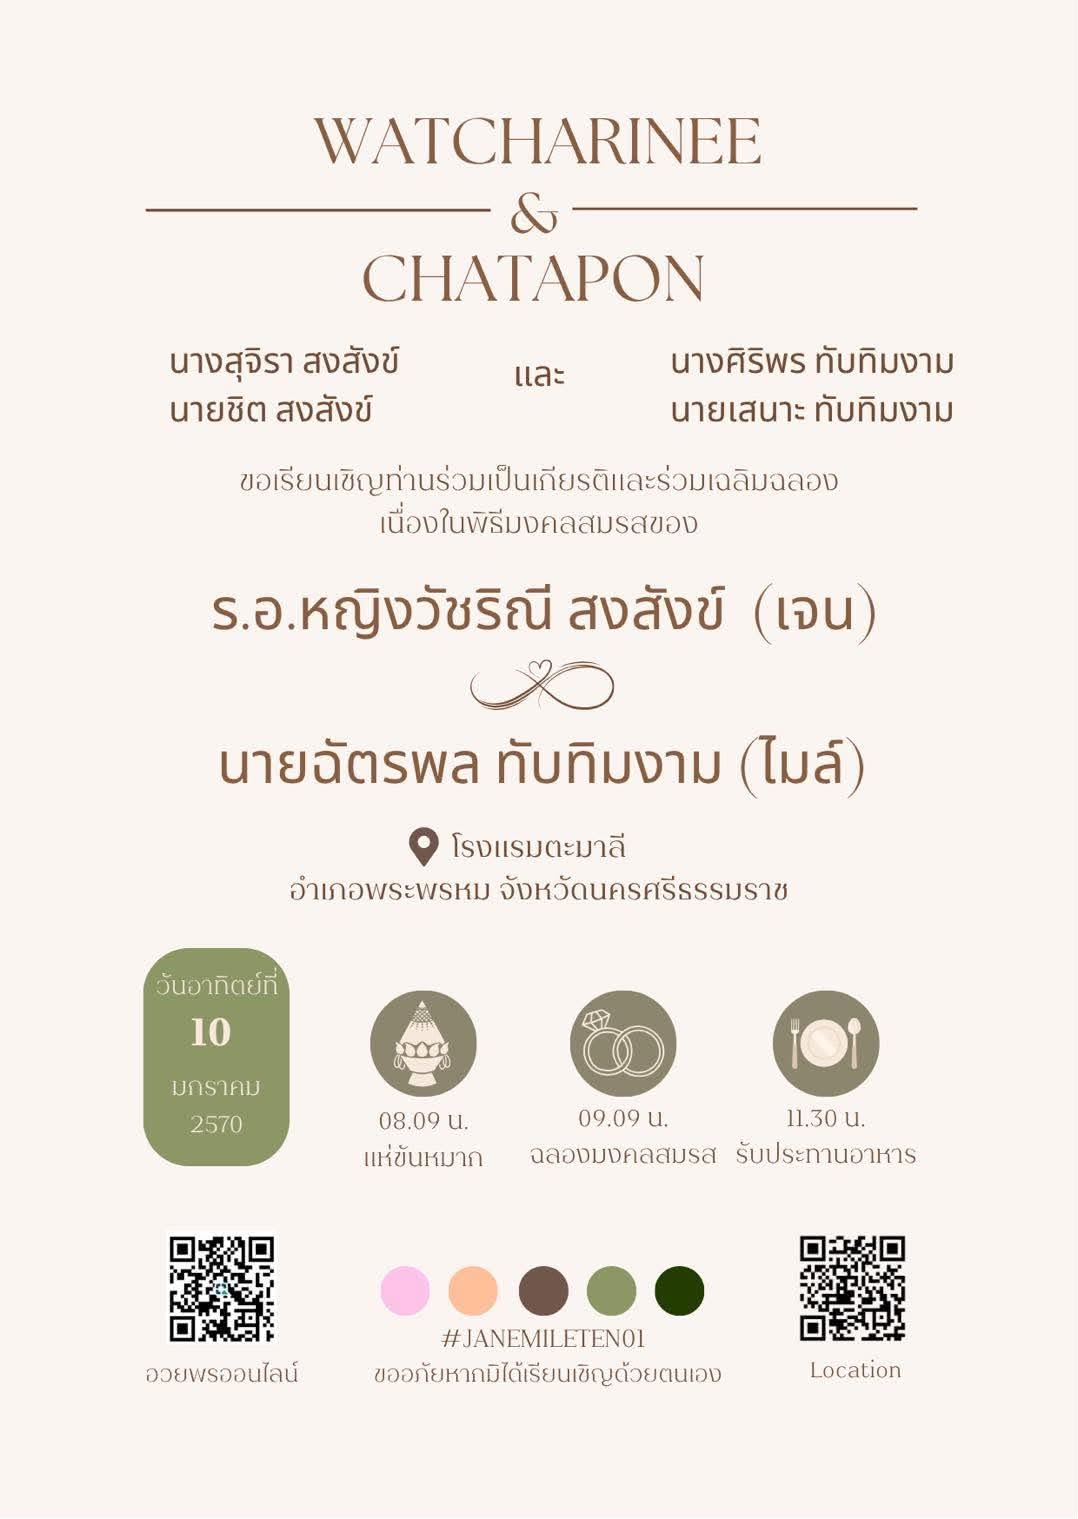 WATCHARINEE
&
CHATAPON
นางสุจิรา สงสังข์
นายชิต สงสังข์
และ
นางศิริพร ทับทิมงาม
นายเสนาะ ทับทิมงาม
ขอเรียนเชิญท่านร่วมเป็นเกียรติและร่วมเฉลิมฉลอง
เนื่องในพิธีมงคลสมรสของ
ร.อ.หญิงวัชริณี สงสังข์ (เจน)
นายฉัตรพล ทับทิมงาม (ไมล์)
โรงแรมตะมาลี
อำเภอพระพรหม จังหวัดนครศรีธรรมราช
วันอาทิตย์ที่
10
มกราคม
2570
08.09 น.
แห่ขันหมาก
09.09 น.
ฉลองมงคลสมรส
11.30 น.
รับประทานอาหาร
อวยพรออนไลน์
#JANEMILETEN01
ขออภัยหากมิได้เรียนเชิญด้วยตนเอง
Location